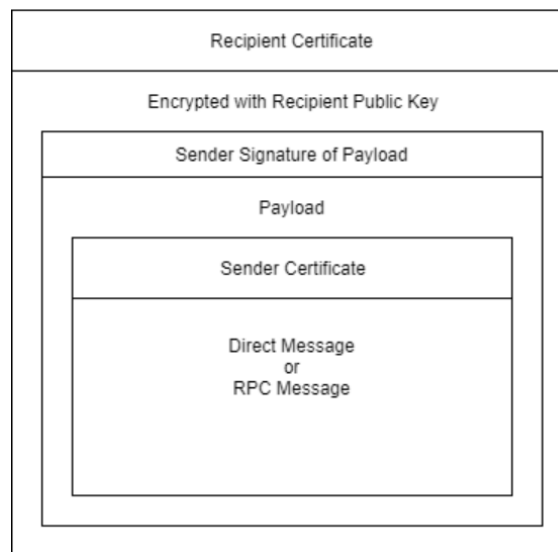 Recipient Certificate
Encrypted with Recipient Public Key
Sender Signature of Payload
Payload
Sender Certificate
Direct Message
or
RPC Message